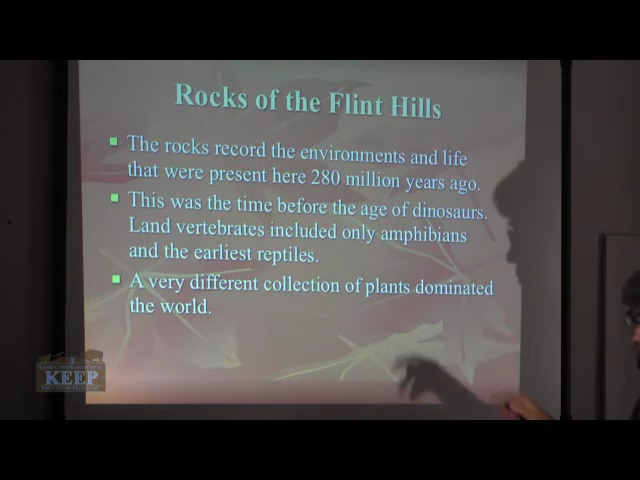 Rocks of the Flint Hills
The rocks record the environments and life
that were present here 280 million years ago.
This was the time before the age of dinosaurs.
Land vertebrates included only amphibians
and the earliest reptiles.
A very different collection of plants dominated
the world.
KEEP